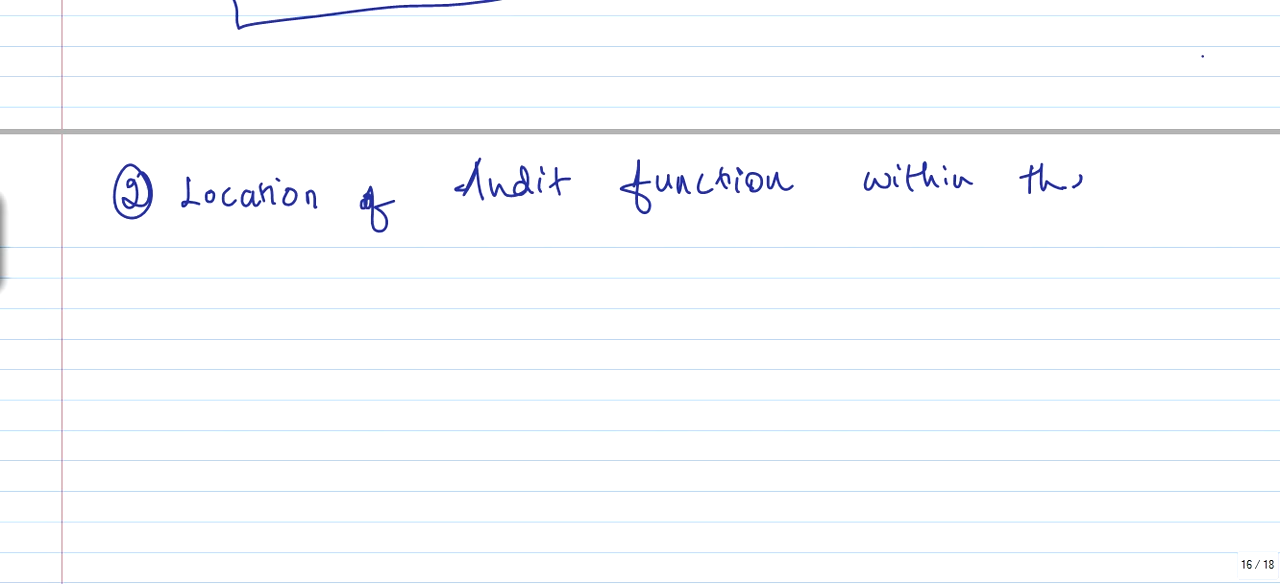 ② Location of Audit function within the
16 / 18